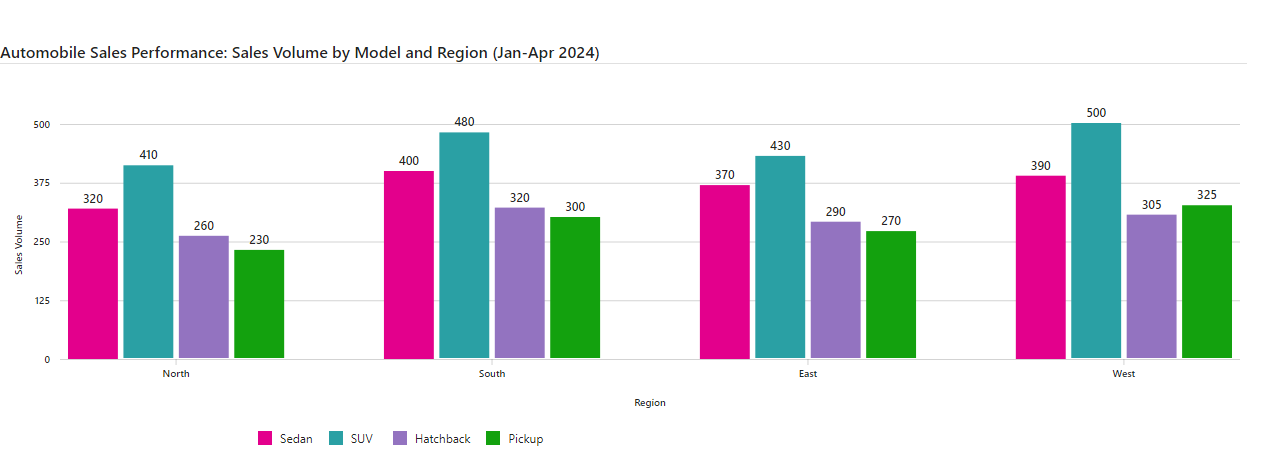 Automobile Sales Performance: Sales Volume by Model and Region (Jan-Apr 2024)
500
375
250
125
0
Sales Volume
320
410
260
230
400
480
320
300
370
430
290
270
390
500
305
325
North
South
East
West
Region
Sedan
SUV
Hatchback
Pickup